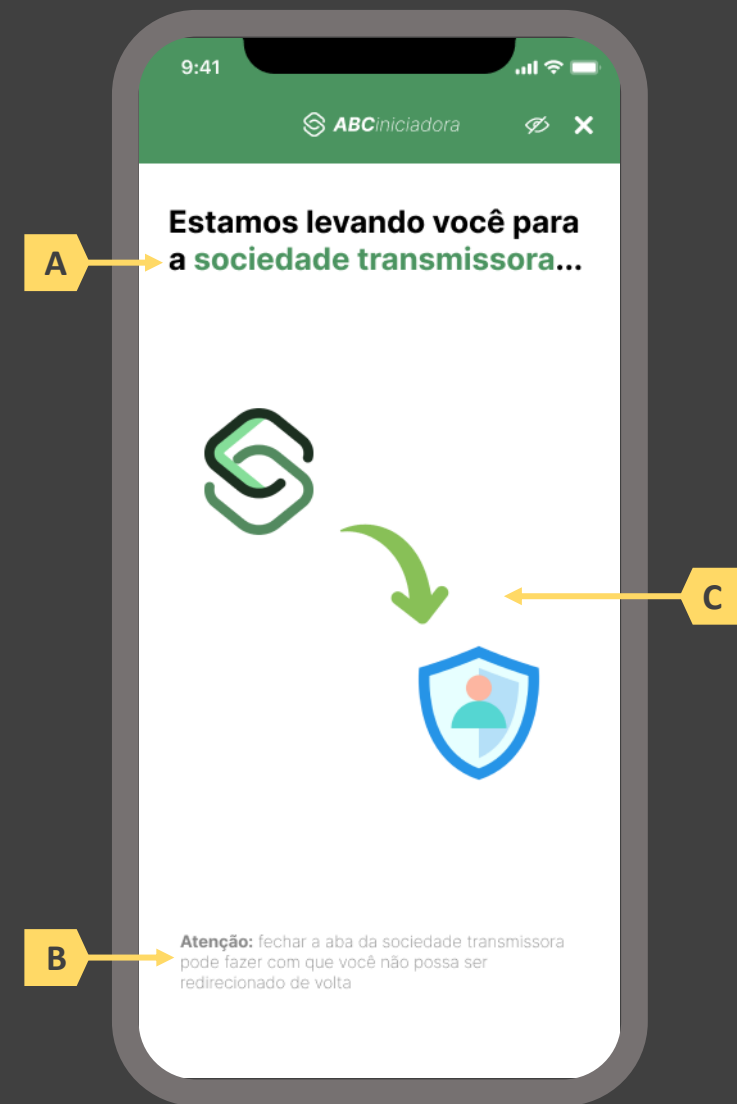 9:41
ABCiniciadora
Estamos levando você para
A
a sociedade transmissora...
C
Atenção: fechar a aba da sociedade transmissora
B
pode fazer com que você não possa ser
redirecionado de volta